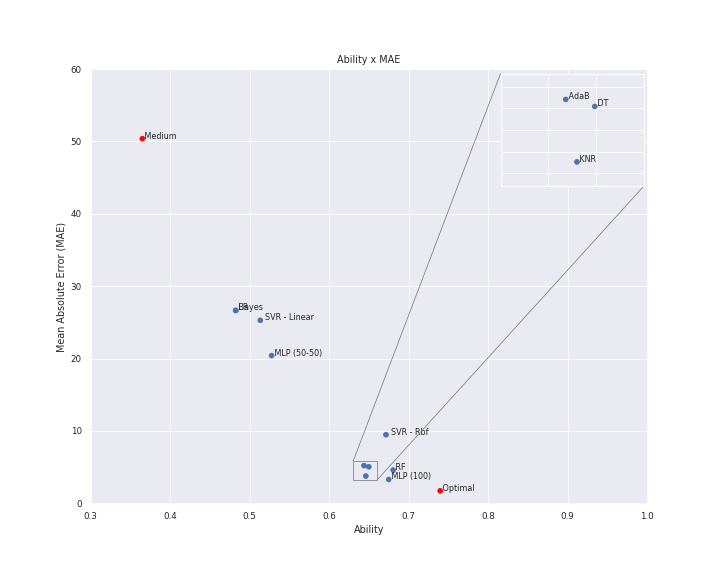 Ability x MAE
60
50
40
30
20
10
0
Mean Absolute Error (MAE)
AdaB
DT
KNR
Medium
Bayes
SVR - Linear
MLP (50-50)
SVR - Rbf
RF
MLP (100)
Optimal
0.3 0.4 0.5 0.6 0.7 0.8 0.9 1.0
Ability